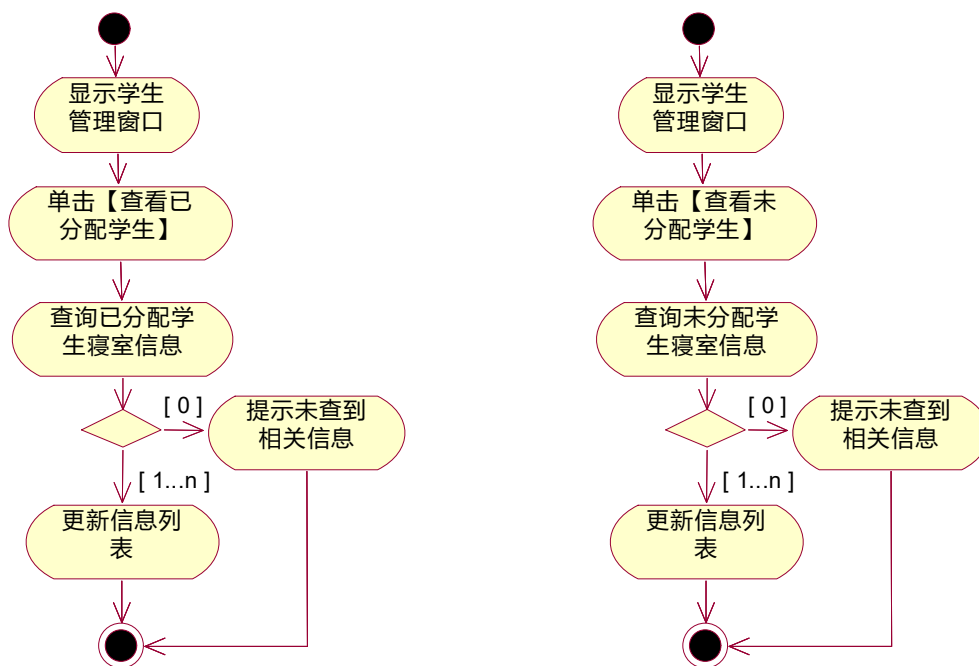 显示学生
管理窗口
单击【查看已
分配学生】
查询已分配学
生寝室信息
[ 0 ]
提示未查到
相关信息
[ 1...n ]
更新信息列
表
显示学生
管理窗口
单击【查看未
分配学生】
查询未分配学
生寝室信息
[ 0 ]
提示未查到
相关信息
[ 1...n ]
更新信息列
表